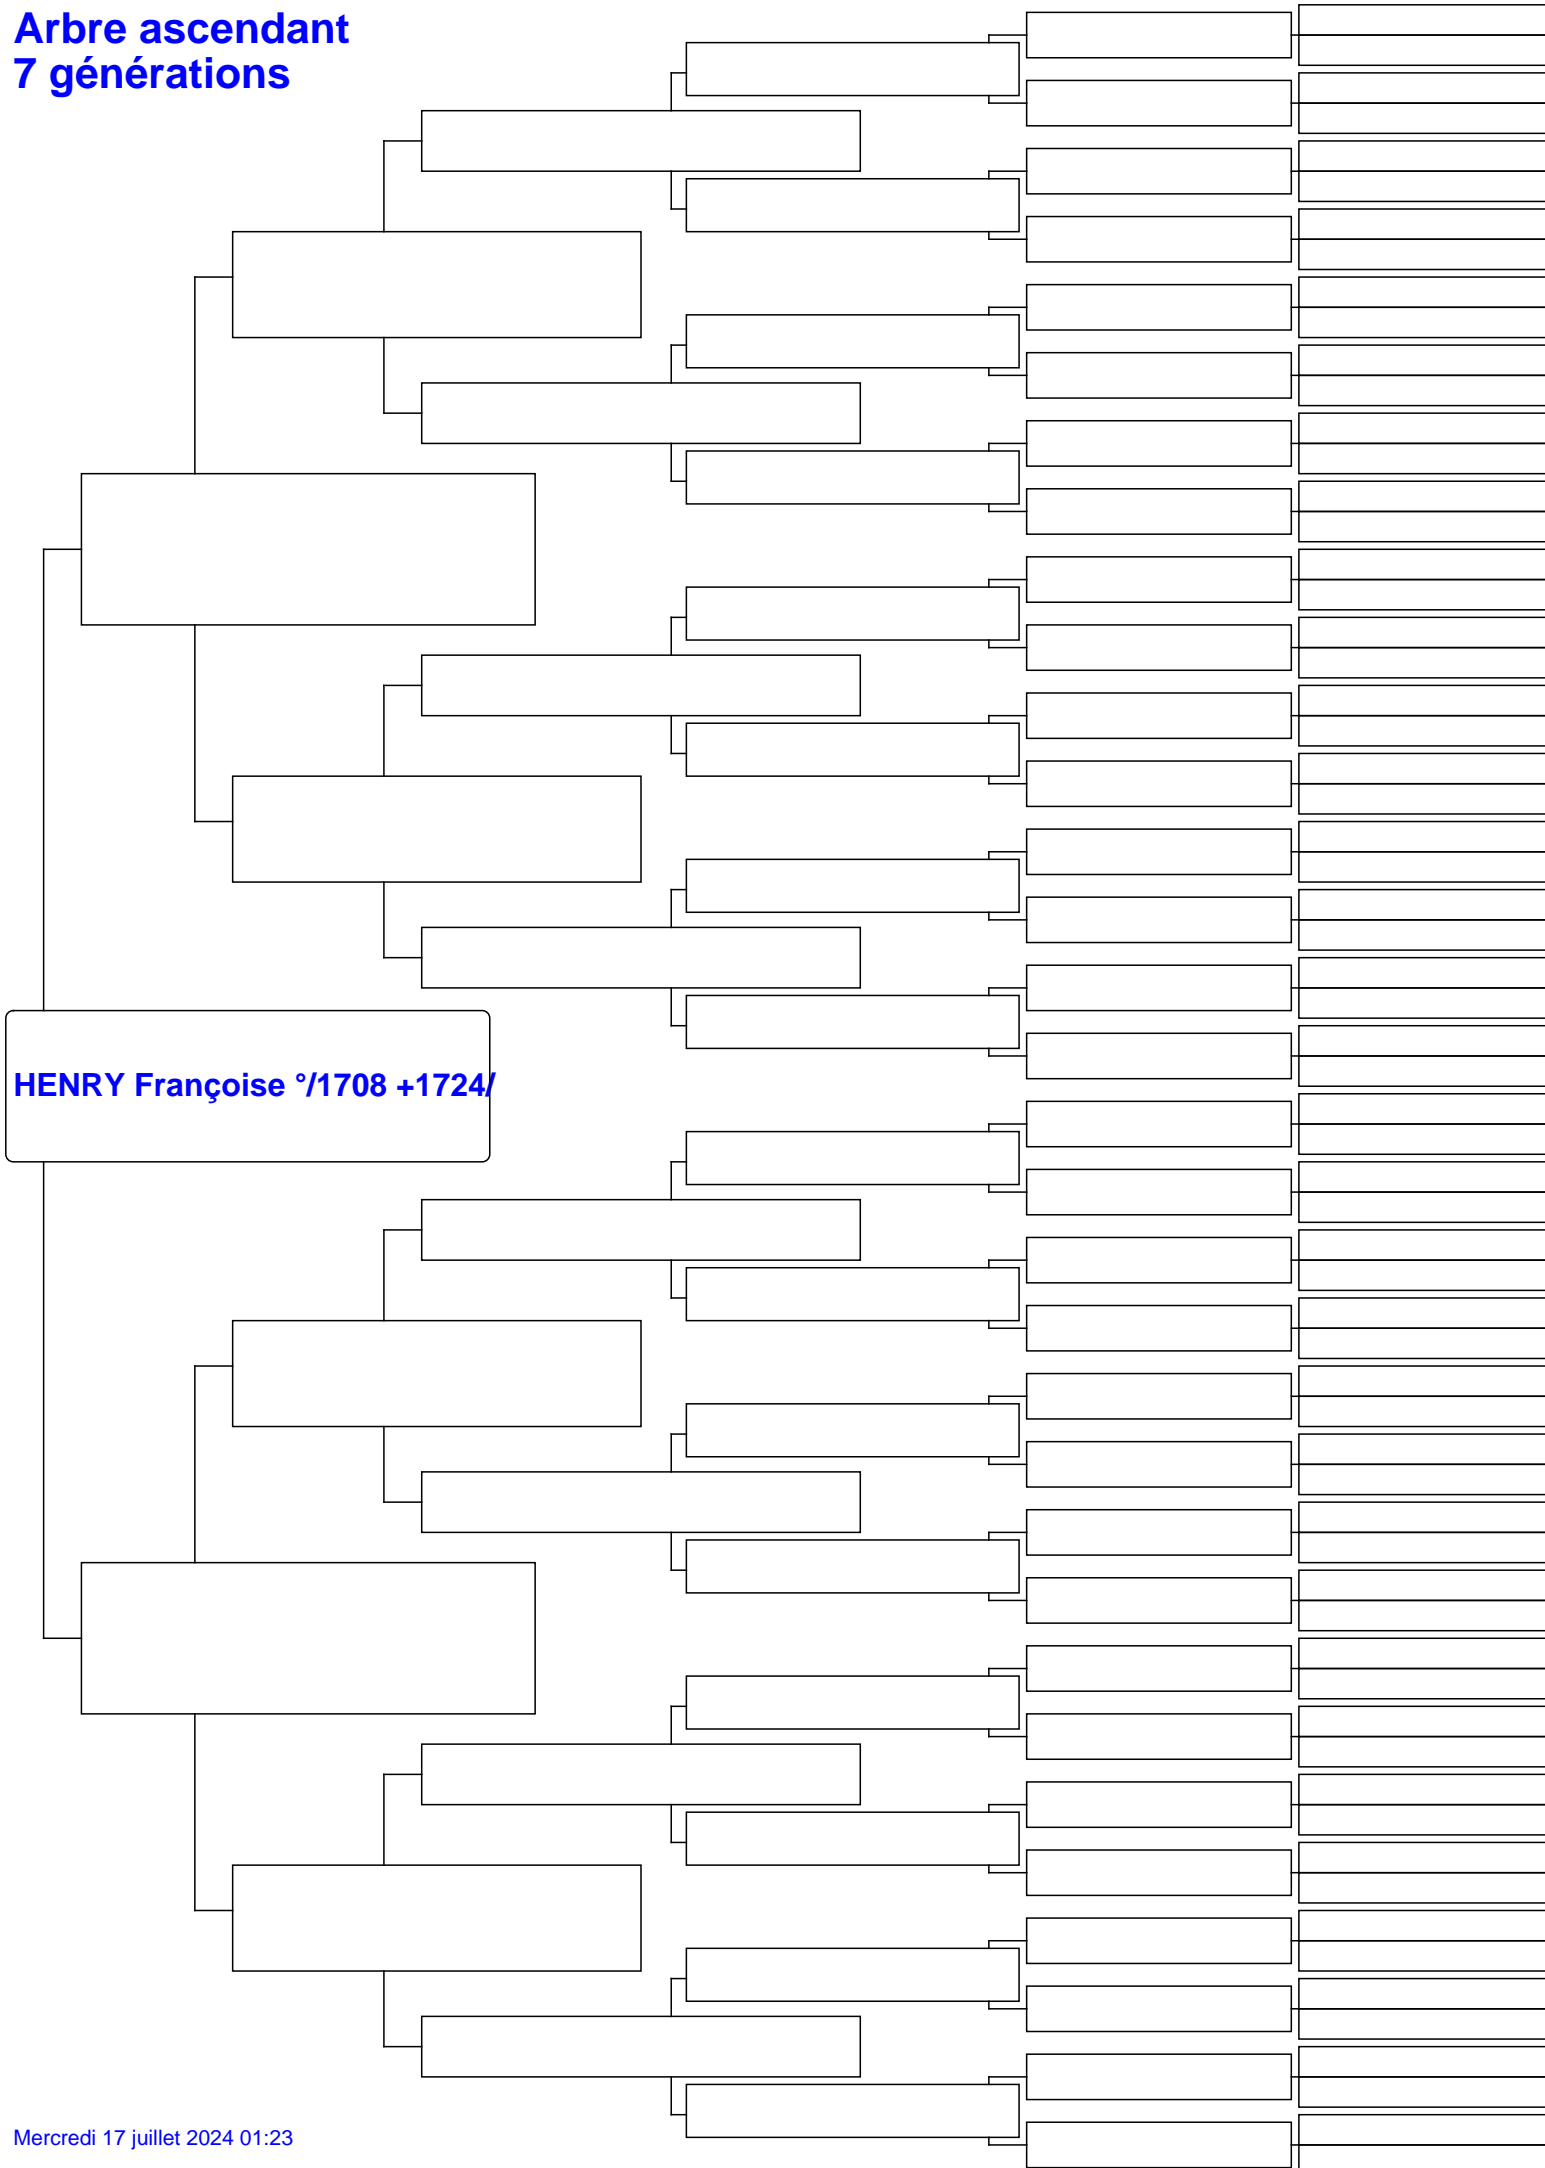 Arbre ascendant
7 générations
HENRY Françoise °/1708 +1724/
Mercredi 17 juillet 2024 01:23